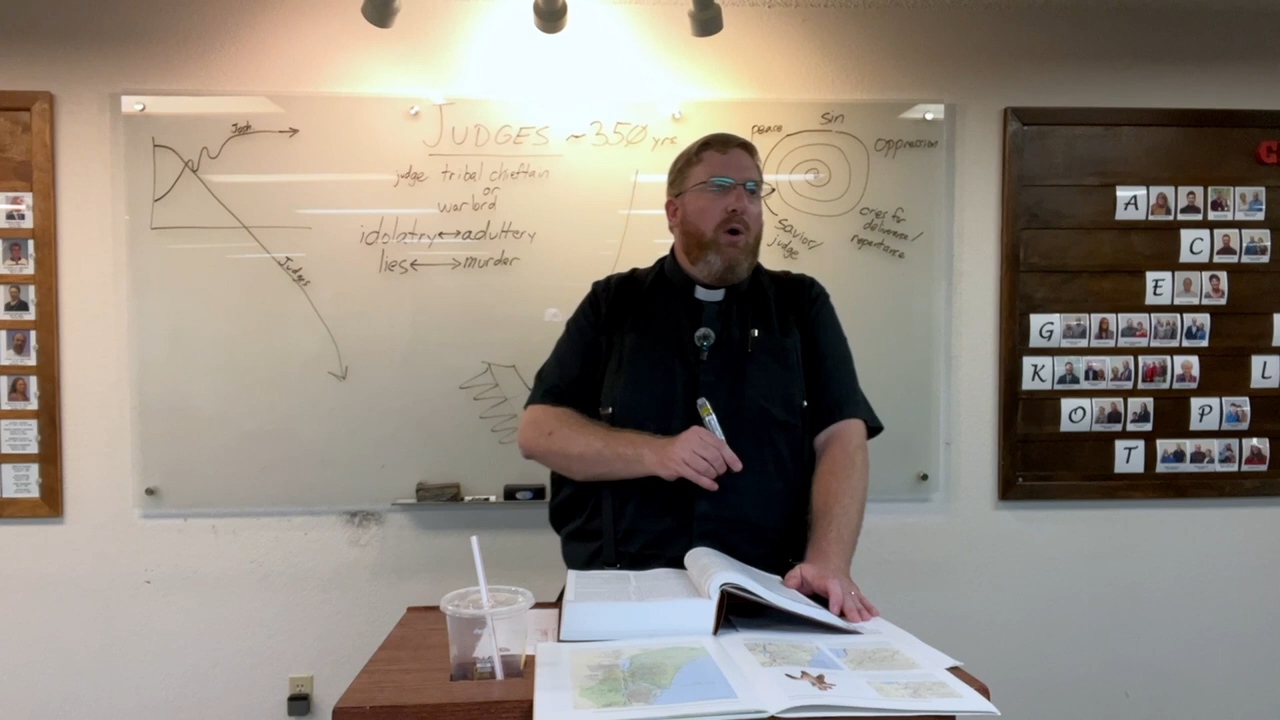 Josh
Judges
JUDGES ~350 yrs
judge: tribal chieftain
or
warlord
idolatry↔adultery
lies↔murder
peace
sin
oppression
cries for
deliverance/
repentance
savior/
judge
A
C
E
G
K
L
O
P
T